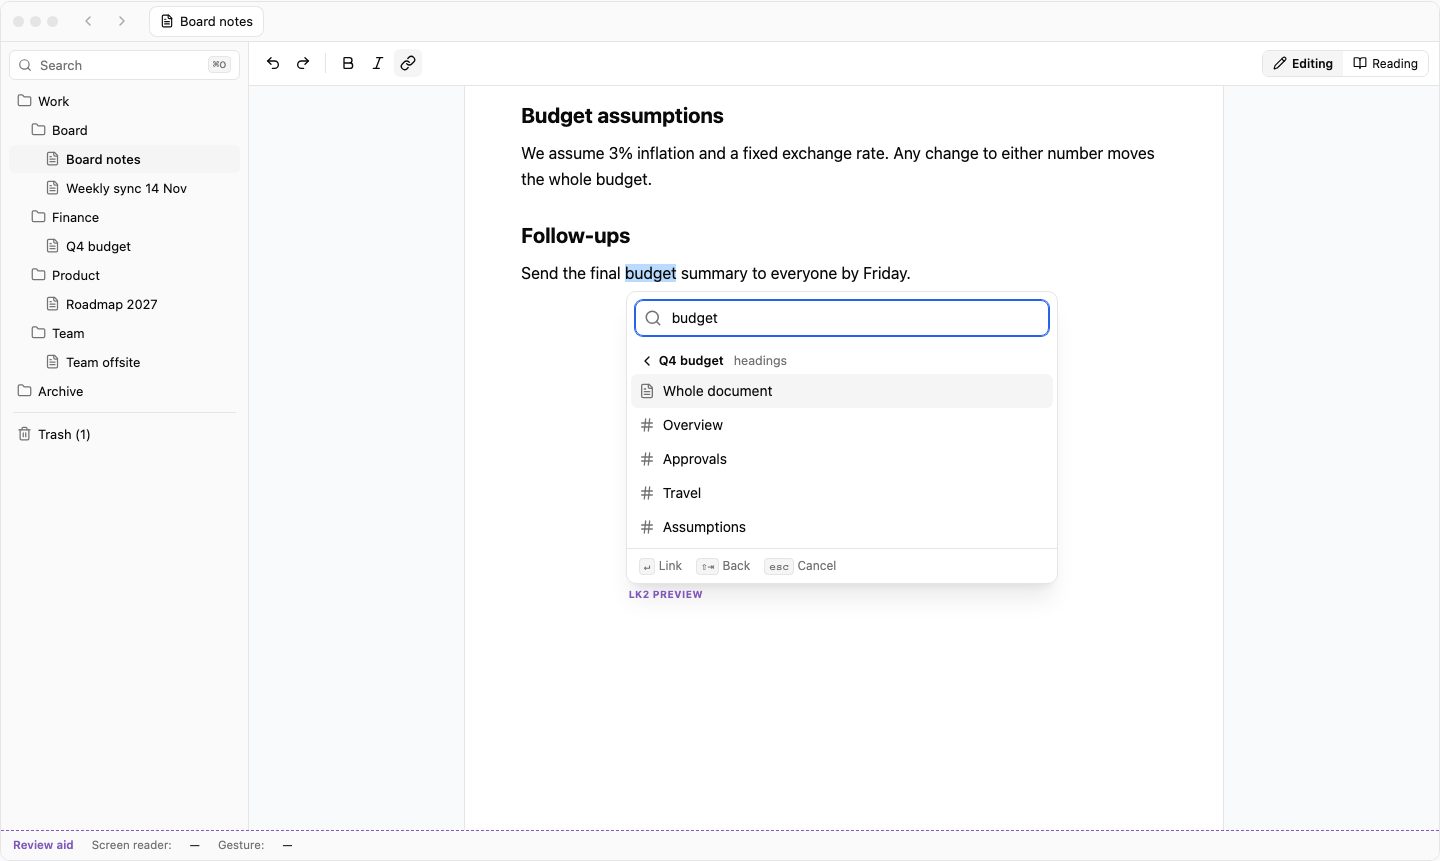 Board notes
Search ⌘O
Work
Board
Board notes
Weekly sync 14 Nov
Finance
Q4 budget
Product
Roadmap 2027
Team
Team offsite
Archive
Trash (1)
B I
Editing Reading
Budget assumptions
We assume 3% inflation and a fixed exchange rate. Any change to either number moves
the whole budget.
Follow-ups
Send the final budget summary to everyone by Friday.
budget
Q4 budget headings
Whole document
# Overview
# Approvals
# Travel
# Assumptions
↵ Link ⇧⇥ Back esc Cancel
LK2 PREVIEW
Review aid Screen reader: — Gesture: —